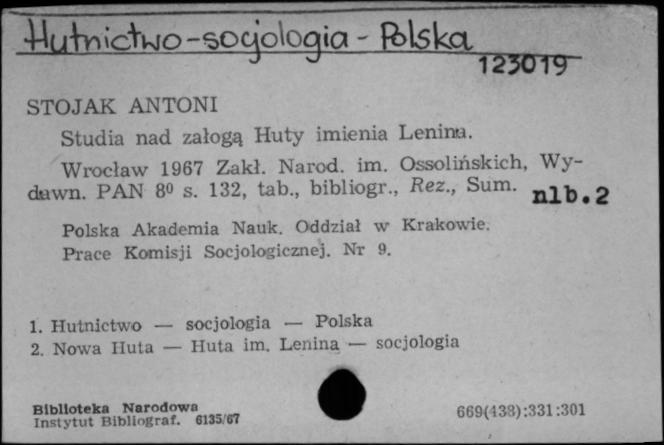 Hutnictwo-socjologia - Polska
123019
STOJAK ANTONI
Studia nad załogą Huty imienia Lenina.
Wrocław 1967 Zakł. Narod. im. Ossolińskich, Wy-
dawn. PAN 8⁰ s. 132, tab., bibliogr., Rez., Sum. nlb.2
Polska Akademia Nauk. Oddział w Krakowie.
Prace Komisji Socjologicznej. Nr 9.
1. Hutnictwo — socjologia — Polska
2. Nowa Huta — Huta im. Lenina — socjologia
Biblioteka Narodowa
Instytut Bibliograf. 6135/67
669(438):331:301